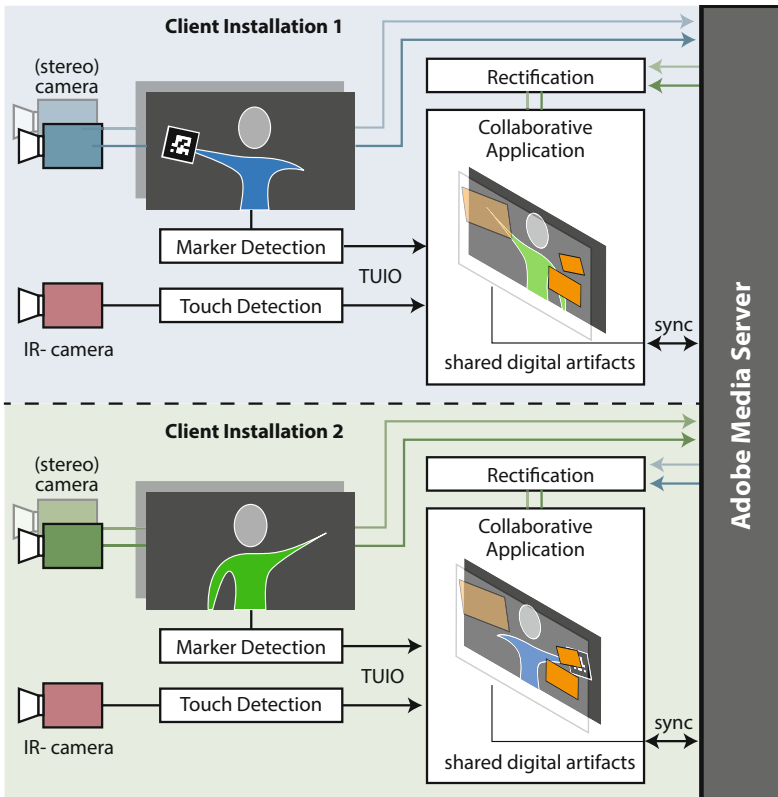 Client Installation 1
(stereo)
camera
Rectification
Collaborative
Application
Marker Detection
TUIO
Touch Detection
IR- camera
sync
shared digital artifacts
Adobe Media Server
Client Installation 2
(stereo)
camera
Rectification
Collaborative
Application
Marker Detection
TUIO
Touch Detection
IR- camera
sync
shared digital artifacts